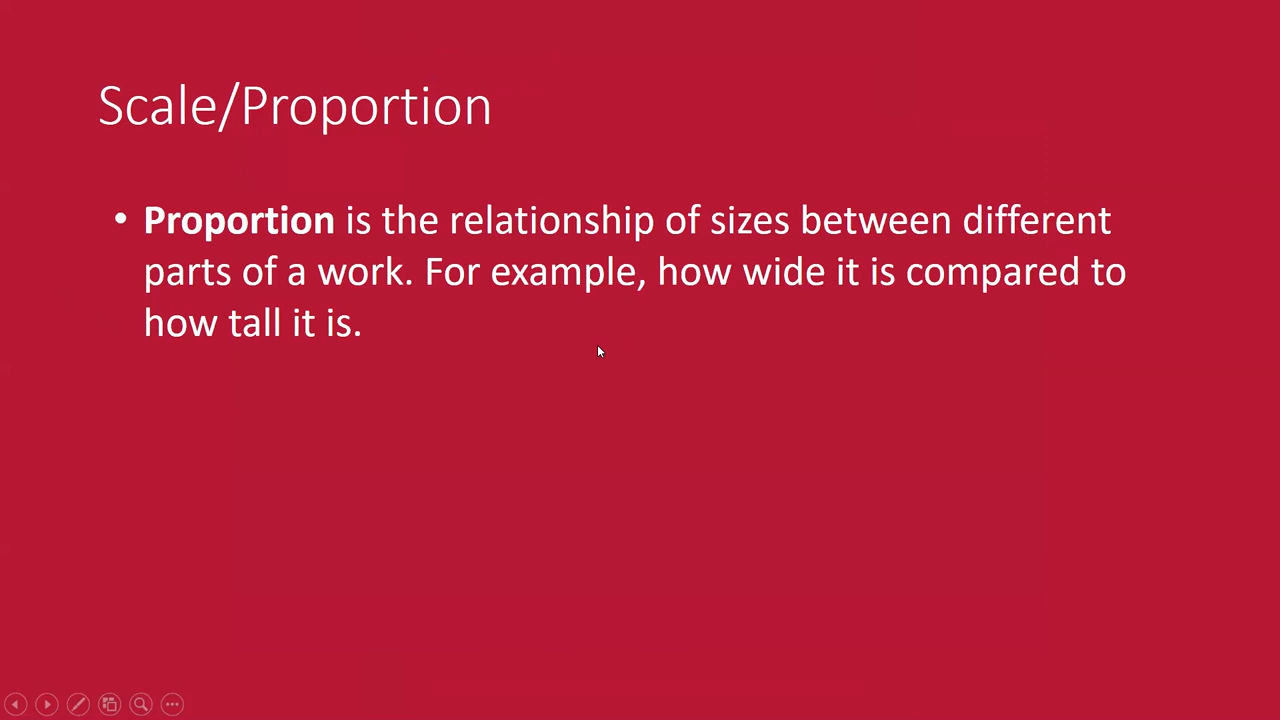 Scale/Proportion
• Proportion is the relationship of sizes between different
parts of a work. For example, how wide it is compared to
how tall it is.